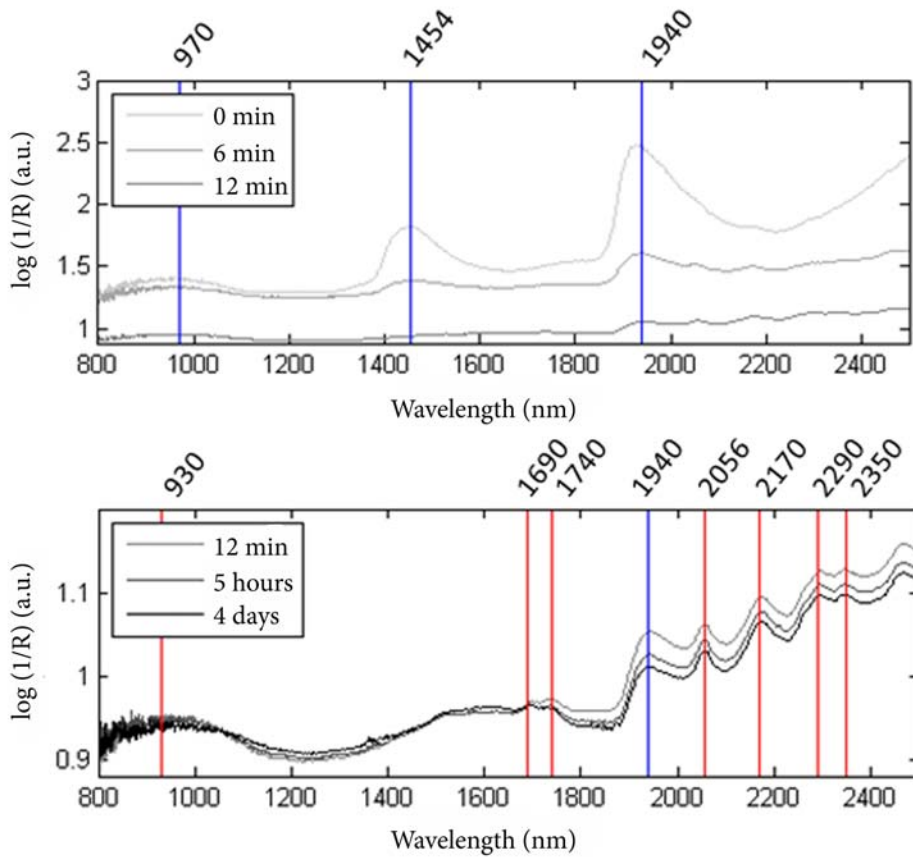 970 1454 1940
3
2.5
2
1.5
1
log (1/R) (a.u.)
0 min
6 min
12 min
800 1000 1200 1400 1600 1800 2000 2200 2400
Wavelength (nm)
930 1690 1740 1940 2056 2170 2290 2350
1.1
1
0.9
log (1/R) (a.u.)
12 min
5 hours
4 days
800 1000 1200 1400 1600 1800 2000 2200 2400
Wavelength (nm)